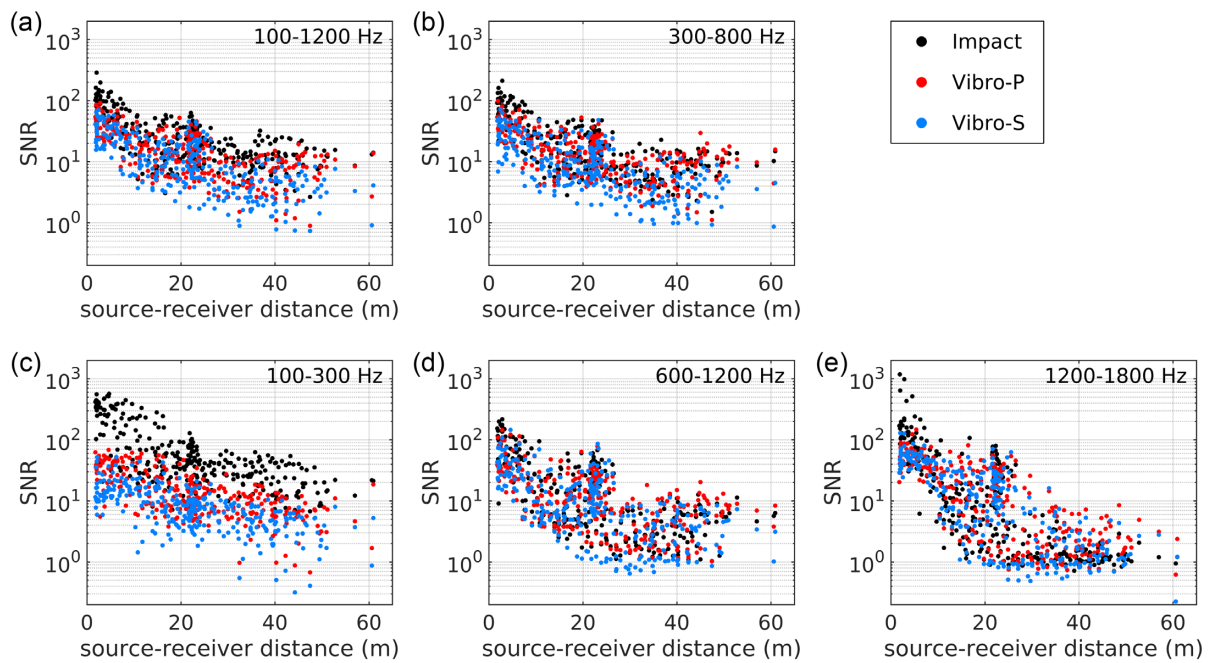 (a)
100-1200 Hz
SNR
10³
10²
10¹
10⁰
0 20 40 60
source-receiver distance (m)
(b)
300-800 Hz
SNR
10³
10²
10¹
10⁰
0 20 40 60
source-receiver distance (m)
Impact
Vibro-P
Vibro-S
(c)
100-300 Hz
SNR
10³
10²
10¹
10⁰
0 20 40 60
source-receiver distance (m)
(d)
600-1200 Hz
SNR
10³
10²
10¹
10⁰
0 20 40 60
source-receiver distance (m)
(e)
1200-1800 Hz
SNR
10³
10²
10¹
10⁰
0 20 40 60
source-receiver distance (m)